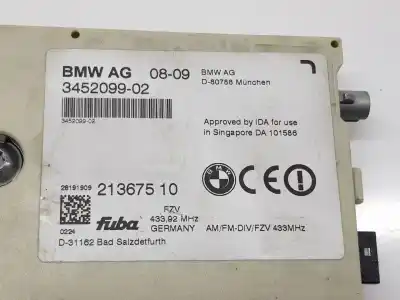 BMW AG 08-09
BMW AG
D-80788 München
3452099-02
3452099-02
Approved by IDA for use
in Singapore DA 101586
BMW
CE
26191909
213675 10
0224
fuba
FZV
433,92 MHz
GERMANY
AM/FM-DIV/FZV 433MHz
D-31162 Bad Salzdetfurth